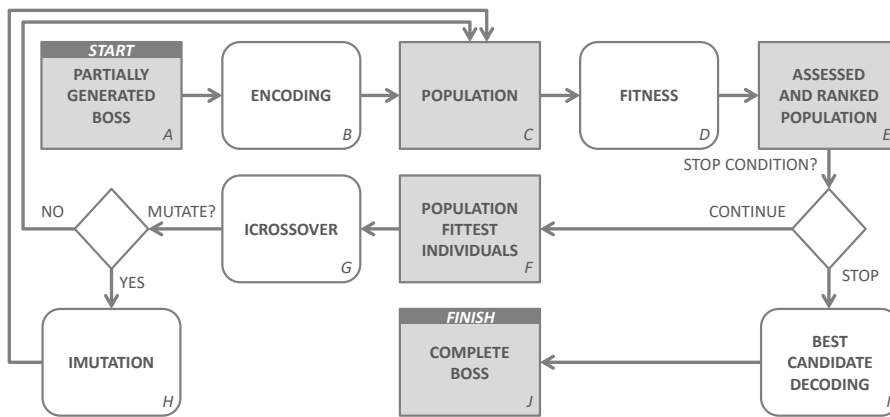 START
PARTIALLY
GENERATED
BOSS
A
ENCODING
B
POPULATION
C
FITNESS
D
ASSESSED
AND RANKED
POPULATION
E
STOP CONDITION?
NO
MUTATE?
ICROSSOVER
G
POPULATION
FITTEST
INDIVIDUALS
F
CONTINUE
YES
STOP
IMUTATION
H
FINISH
COMPLETE
BOSS
J
BEST
CANDIDATE
DECODING
I